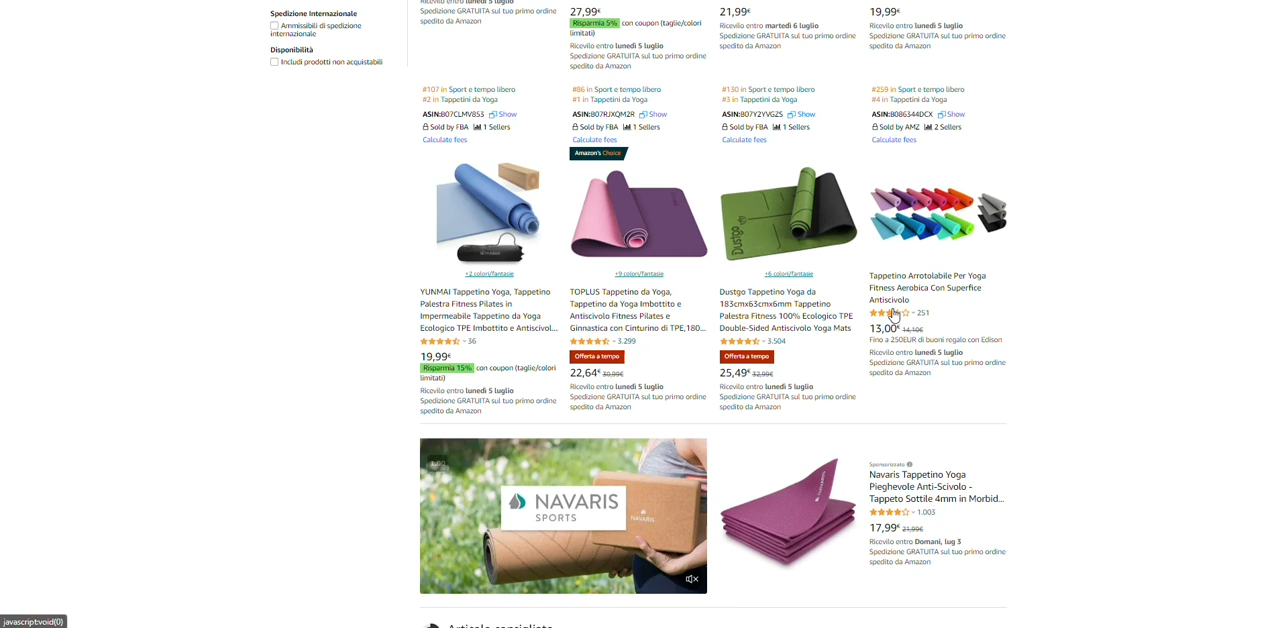 Spedizione Internazionale
Ammissibili di spedizione
internazionale
Disponibilità
Includi prodotti non acquistabili
Spedizione GRATUITA sul tuo primo ordine
spedito da Amazon
27,99€
Risparmia 5% con coupon (taglie/colori
limitati)
Ricevilo entro lunedì 5 luglio
Spedizione GRATUITA sul tuo primo ordine
spedito da Amazon
21,99€
Ricevilo entro martedì 6 luglio
Spedizione GRATUITA sul tuo primo ordine
spedito da Amazon
19,99€
Ricevilo entro lunedì 5 luglio
Spedizione GRATUITA sul tuo primo ordine
spedito da Amazon
#107 in Sport e tempo libero
#2 in Tappetini da Yoga
ASIN:B07CLMV853 Show
Sold by FBA 1 Sellers
Calculate fees
#86 in Sport e tempo libero
#1 in Tappetini da Yoga
ASIN:B07RJXQM2R Show
Sold by FBA 1 Sellers
Calculate fees
#130 in Sport e tempo libero
#3 in Tappetini da Yoga
ASIN:B07Y2YVGZS Show
Sold by FBA 1 Sellers
Calculate fees
#259 in Sport e tempo libero
#4 in Tappetini da Yoga
ASIN:B086344DCX Show
Sold by AMZ 2 Sellers
Calculate fees
+2 colori/fantasie
YUNMAI Tappetino Yoga, Tappetino
Palestra Fitness Pilates in
Impermeabile Tappetino da Yoga
Ecologico TPE Imbottito e Antiscivol...
36
19,99€
Risparmia 15% con coupon (taglie/colori
limitati)
Ricevilo entro lunedì 5 luglio
Spedizione GRATUITA sul tuo primo ordine
spedito da Amazon
Amazon's Choice
+9 colori/fantasie
TOPLUS Tappetino da Yoga,
Tappetino da Yoga Imbottito e
Antiscivolo Fitness Pilates e
Ginnastica con Cinturino di TPE,180...
3.299
Offerta a tempo
22,64€ 30,99€
Ricevilo entro lunedì 5 luglio
Spedizione GRATUITA sul tuo primo ordine
spedito da Amazon
Dustgo
+6 colori/fantasie
Dustgo Tappetino Yoga da
183cmx63cmx6mm Tappetino
Palestra Fitness 100% Ecologico TPE
Double-Sided Antiscivolo Yoga Mats
3.504
Offerta a tempo
25,49€ 32,99€
Ricevilo entro lunedì 5 luglio
Spedizione GRATUITA sul tuo primo ordine
spedito da Amazon
Tappetino Arrotolabile Per Yoga
Fitness Aerobica Con Superfice
Antiscivolo
251
13,00€ 14,10€
Fino a 250EUR di buoni regalo con Edison
Ricevilo entro lunedì 5 luglio
Spedizione GRATUITA sul tuo primo ordine
spedito da Amazon
NAVARIS
SPORTS
NAVARIS
Sponsorizzato
Navaris Tappetino Yoga
Pieghevole Anti-Scivolo -
Tappeto Sottile 4mm in Morbid...
1.003
17,99€ 21,99€
Ricevilo entro Domani, lug 3
Spedizione GRATUITA sul tuo primo ordine
spedito da Amazon
javascript:void(0)